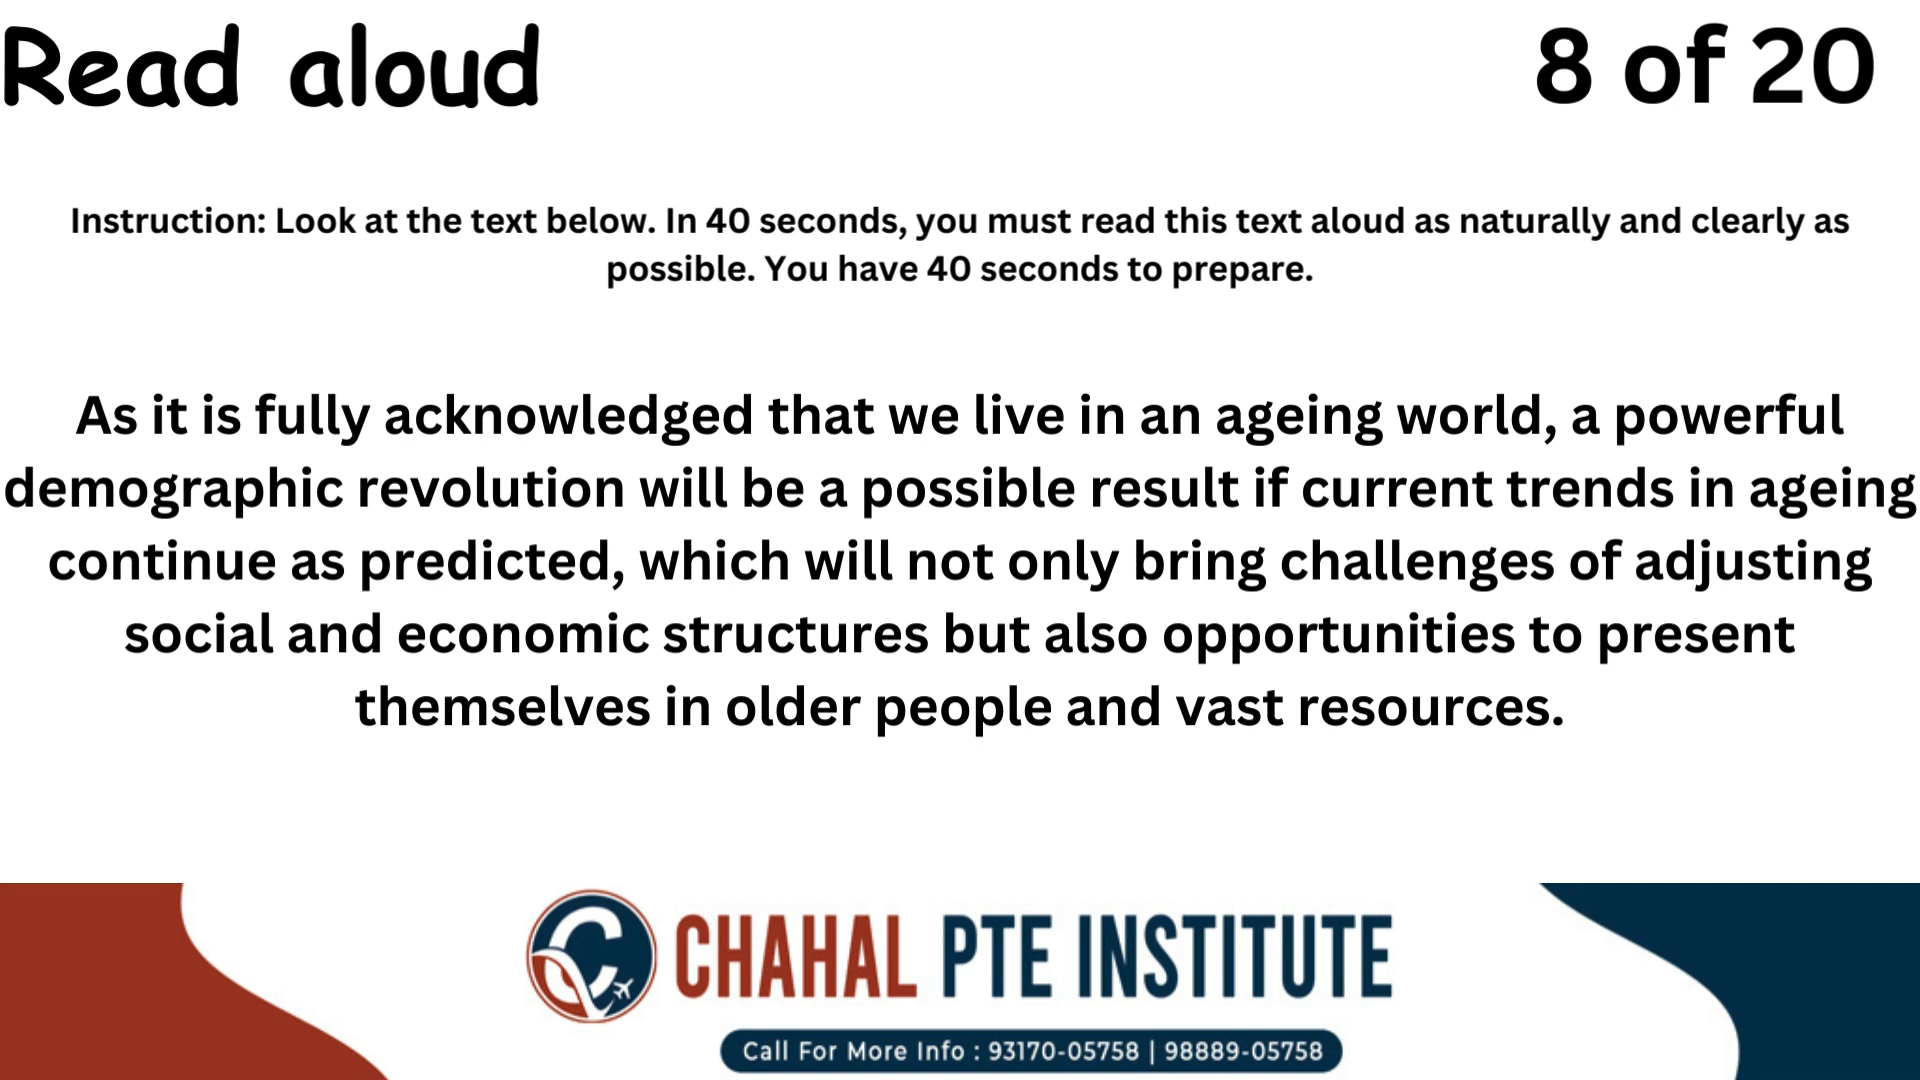 Read aloud
8 of 20
Instruction: Look at the text below. In 40 seconds, you must read this text aloud as naturally and clearly as
possible. You have 40 seconds to prepare.
As it is fully acknowledged that we live in an ageing world, a powerful
demographic revolution will be a possible result if current trends in ageing
continue as predicted, which will not only bring challenges of adjusting
social and economic structures but also opportunities to present
themselves in older people and vast resources.
CHAHAL PTE INSTITUTE
Call For More Info : 93170-05758 | 98889-05758